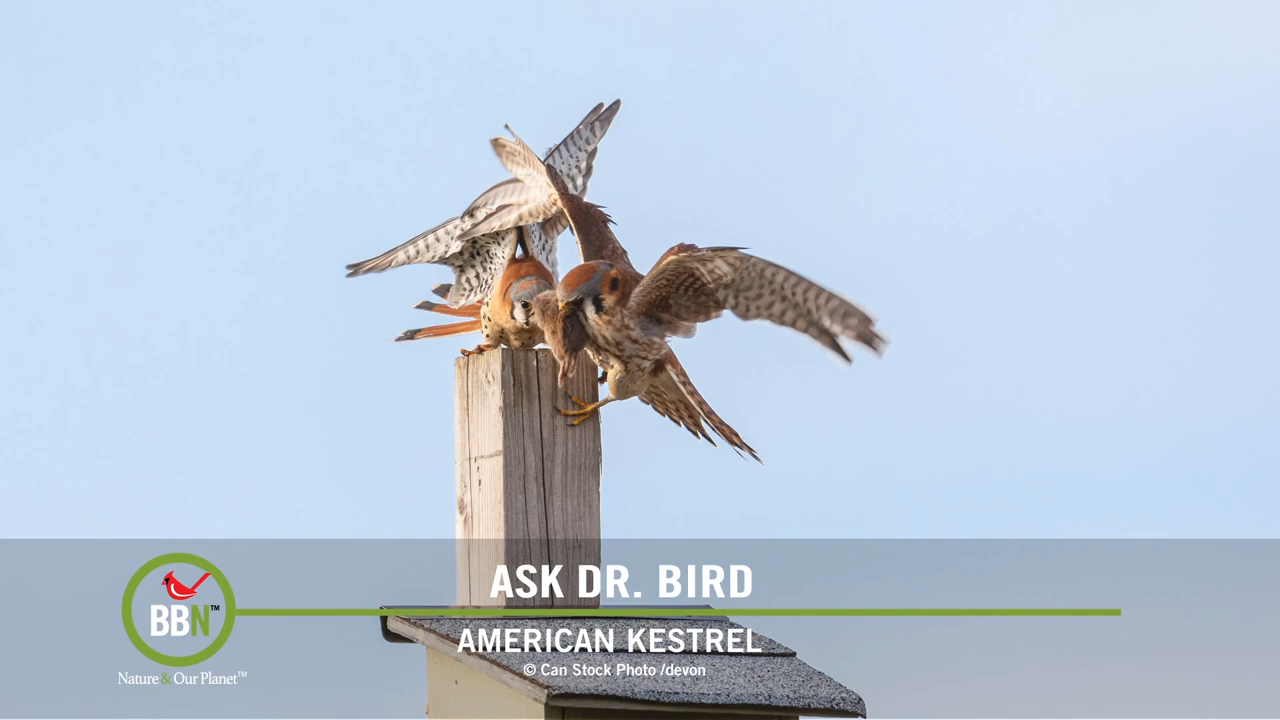 ASK DR. BIRD
BBN™
AMERICAN KESTREL
© Can Stock Photo /devon
Nature & Our Planet™